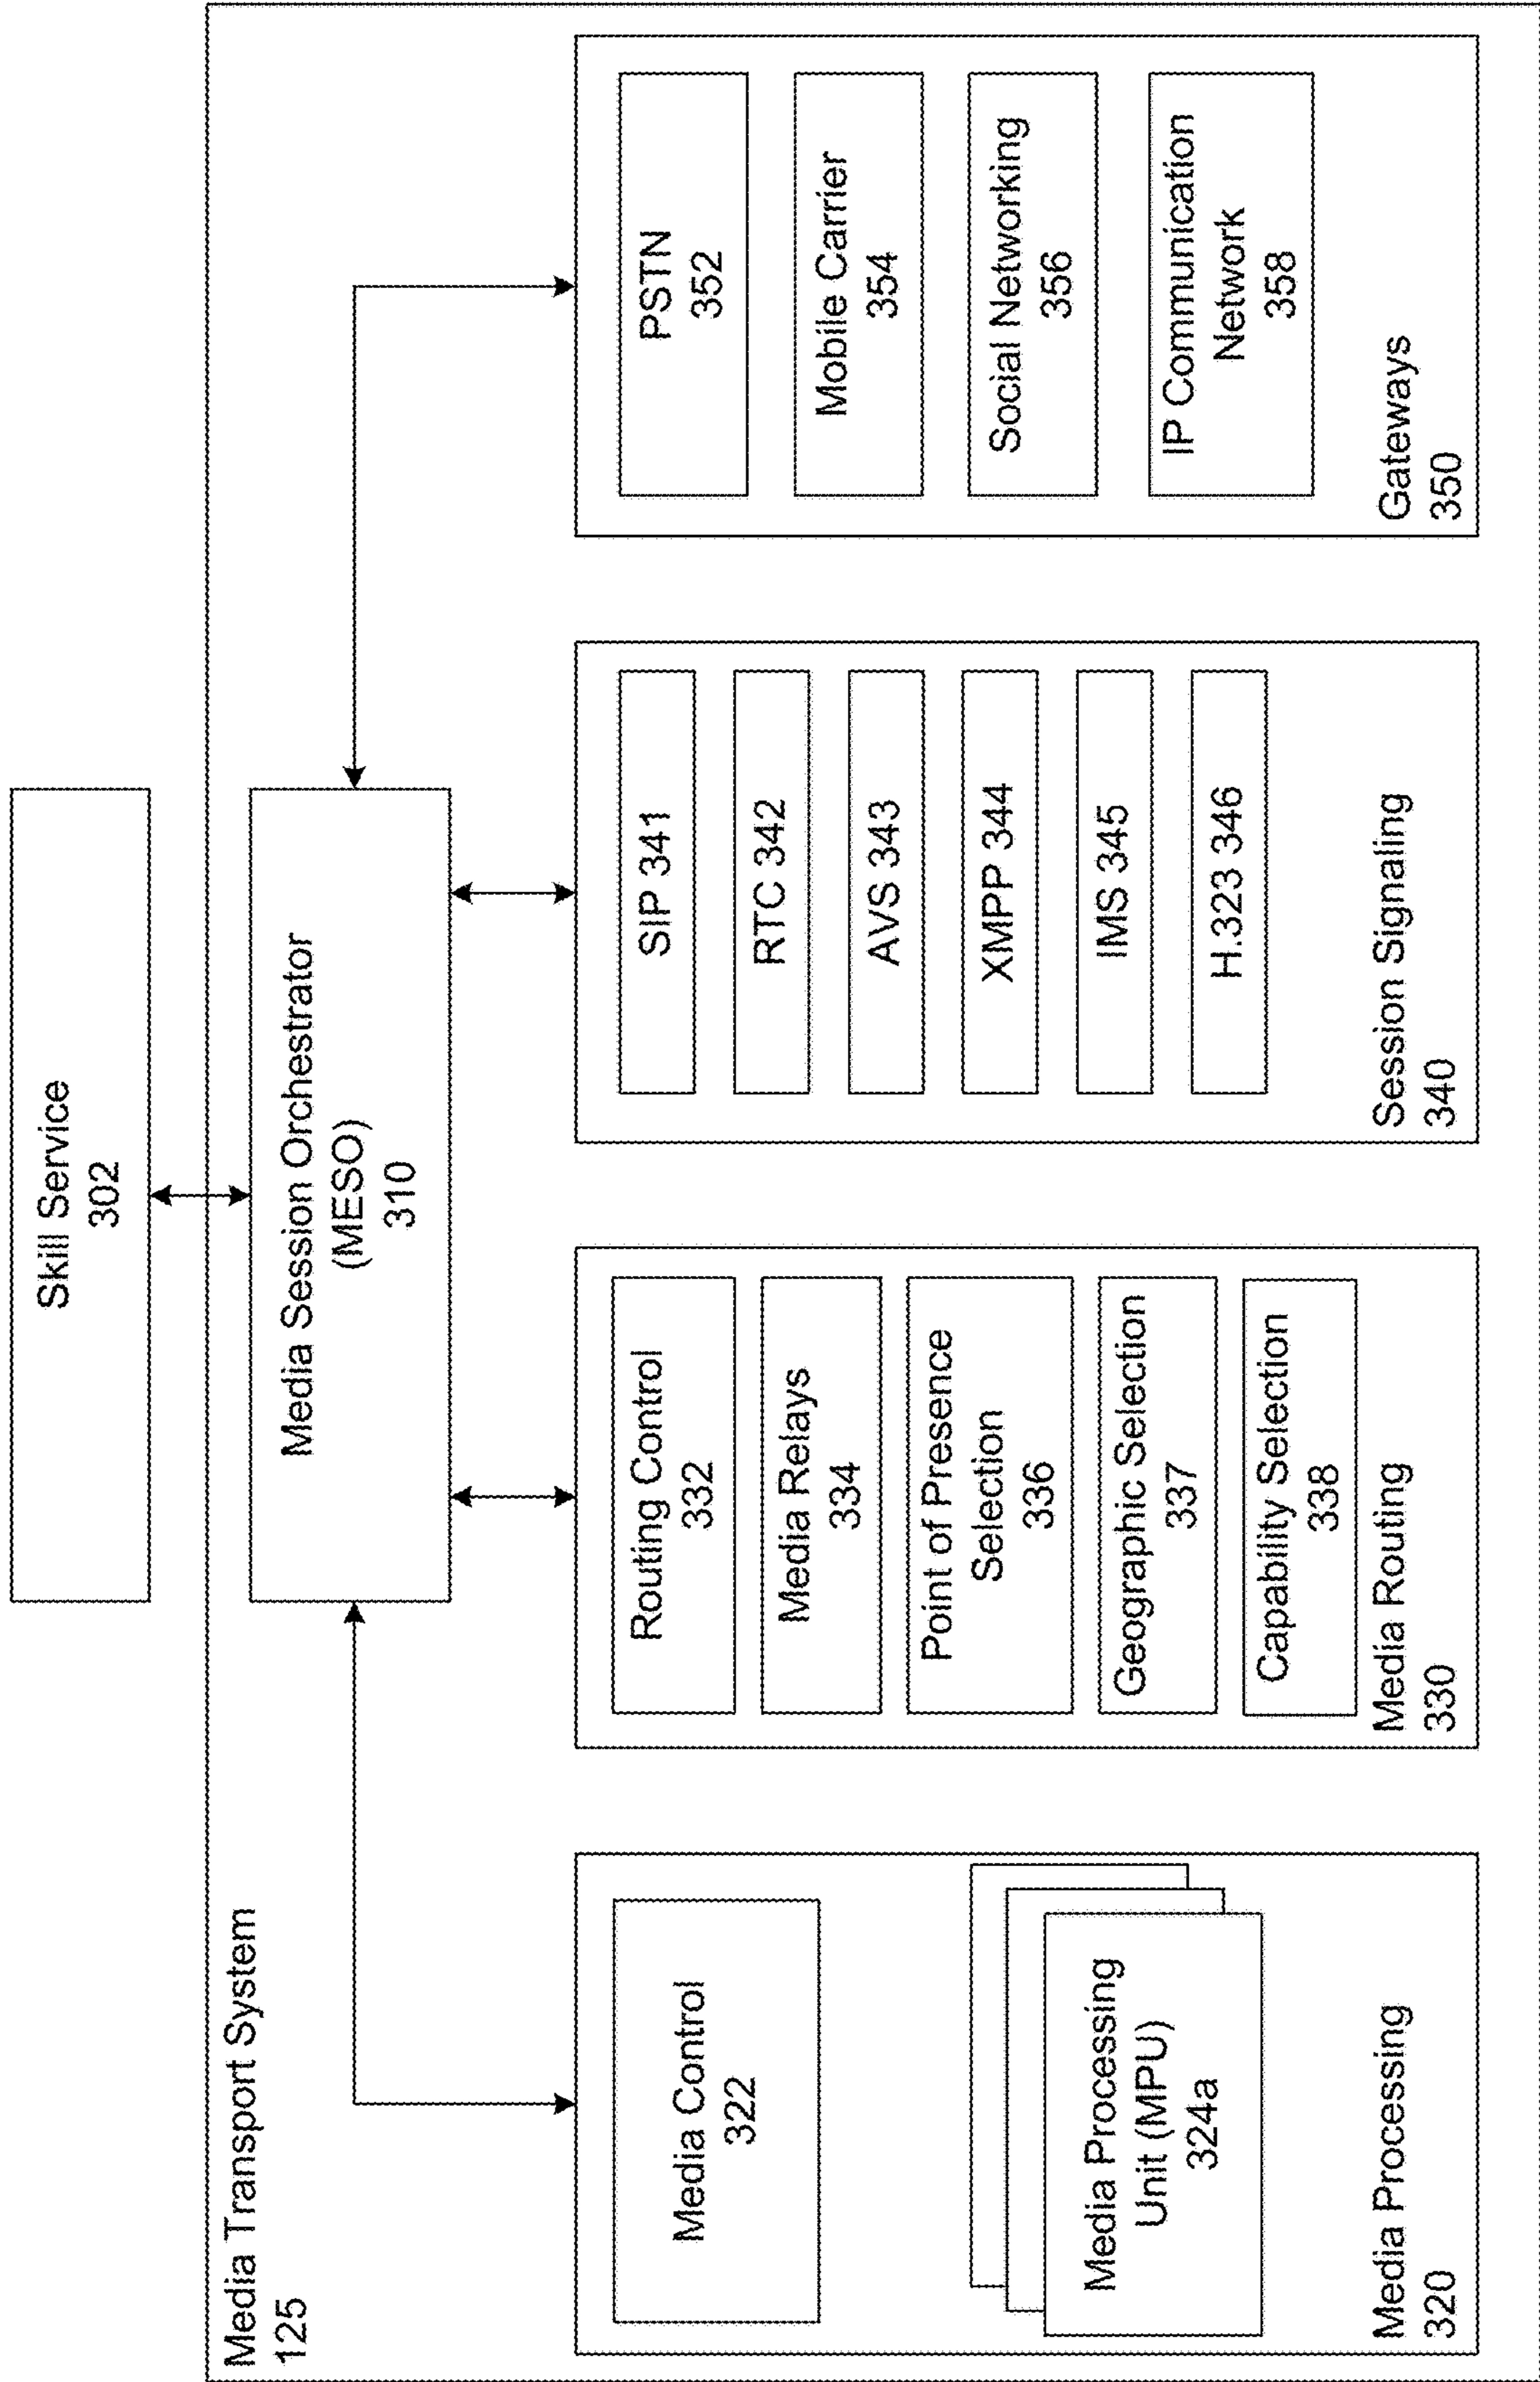 Skill Service
302
Media Transport System
125
Media Session Orchestrator
(MESO)
310
Media Control
322
Media Processing
Unit (MPU)
324a
Media Processing
320
Routing Control
332
Media Relays
334
Point of Presence
Selection
336
Geographic Selection
337
Capability Selection
338
Media Routing
330
SIP 341
RTC 342
AVS 343
XMPP 344
IMS 345
H.323 346
Session Signaling
340
PSTN
352
Mobile Carrier
354
Social Networking
356
IP Communication
Network
358
Gateways
350